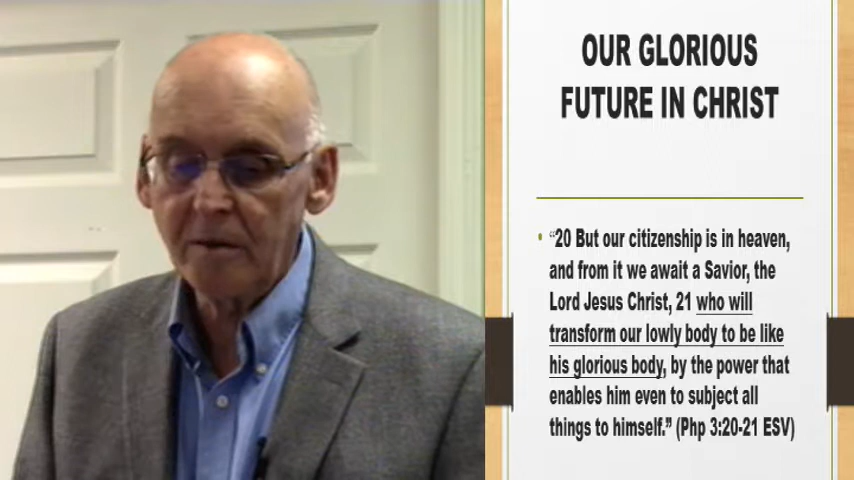 OUR GLORIOUS
FUTURE IN CHRIST
• “20 But our citizenship is in heaven,
and from it we await a Savior, the
Lord Jesus Christ, 21 who will
transform our lowly body to be like
his glorious body, by the power that
enables him even to subject all
things to himself.” (Php 3:20-21 ESV)